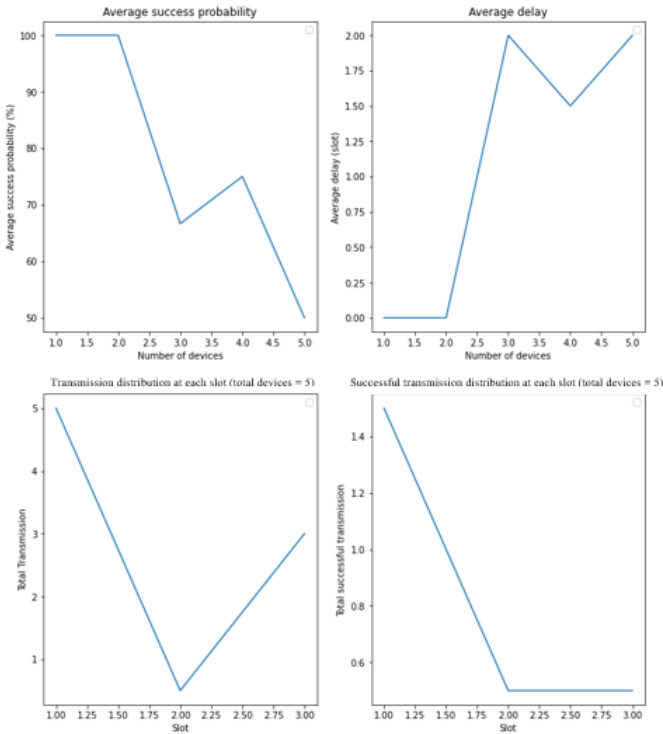 Average success probability
Average delay
100
90
80
70
60
50
Average success probability (%)
1.0 1.5 2.0 2.5 3.0 3.5 4.0 4.5 5.0
Number of devices
2.00
1.75
1.50
1.25
1.00
0.75
0.50
0.25
0.00
Average delay (slot)
1.0 1.5 2.0 2.5 3.0 3.5 4.0 4.5 5.0
Number of devices
Transmission distribution at each slot (total devices = 5)
Successful transmission distribution at each slot (total devices = 5)
5
4
3
2
1
Total Transmission
1.00 1.25 1.50 1.75 2.00 2.25 2.50 2.75 3.00
Slot
1.4
1.2
1.0
0.8
0.6
Total successful transmission
1.00 1.25 1.50 1.75 2.00 2.25 2.50 2.75 3.00
Slot